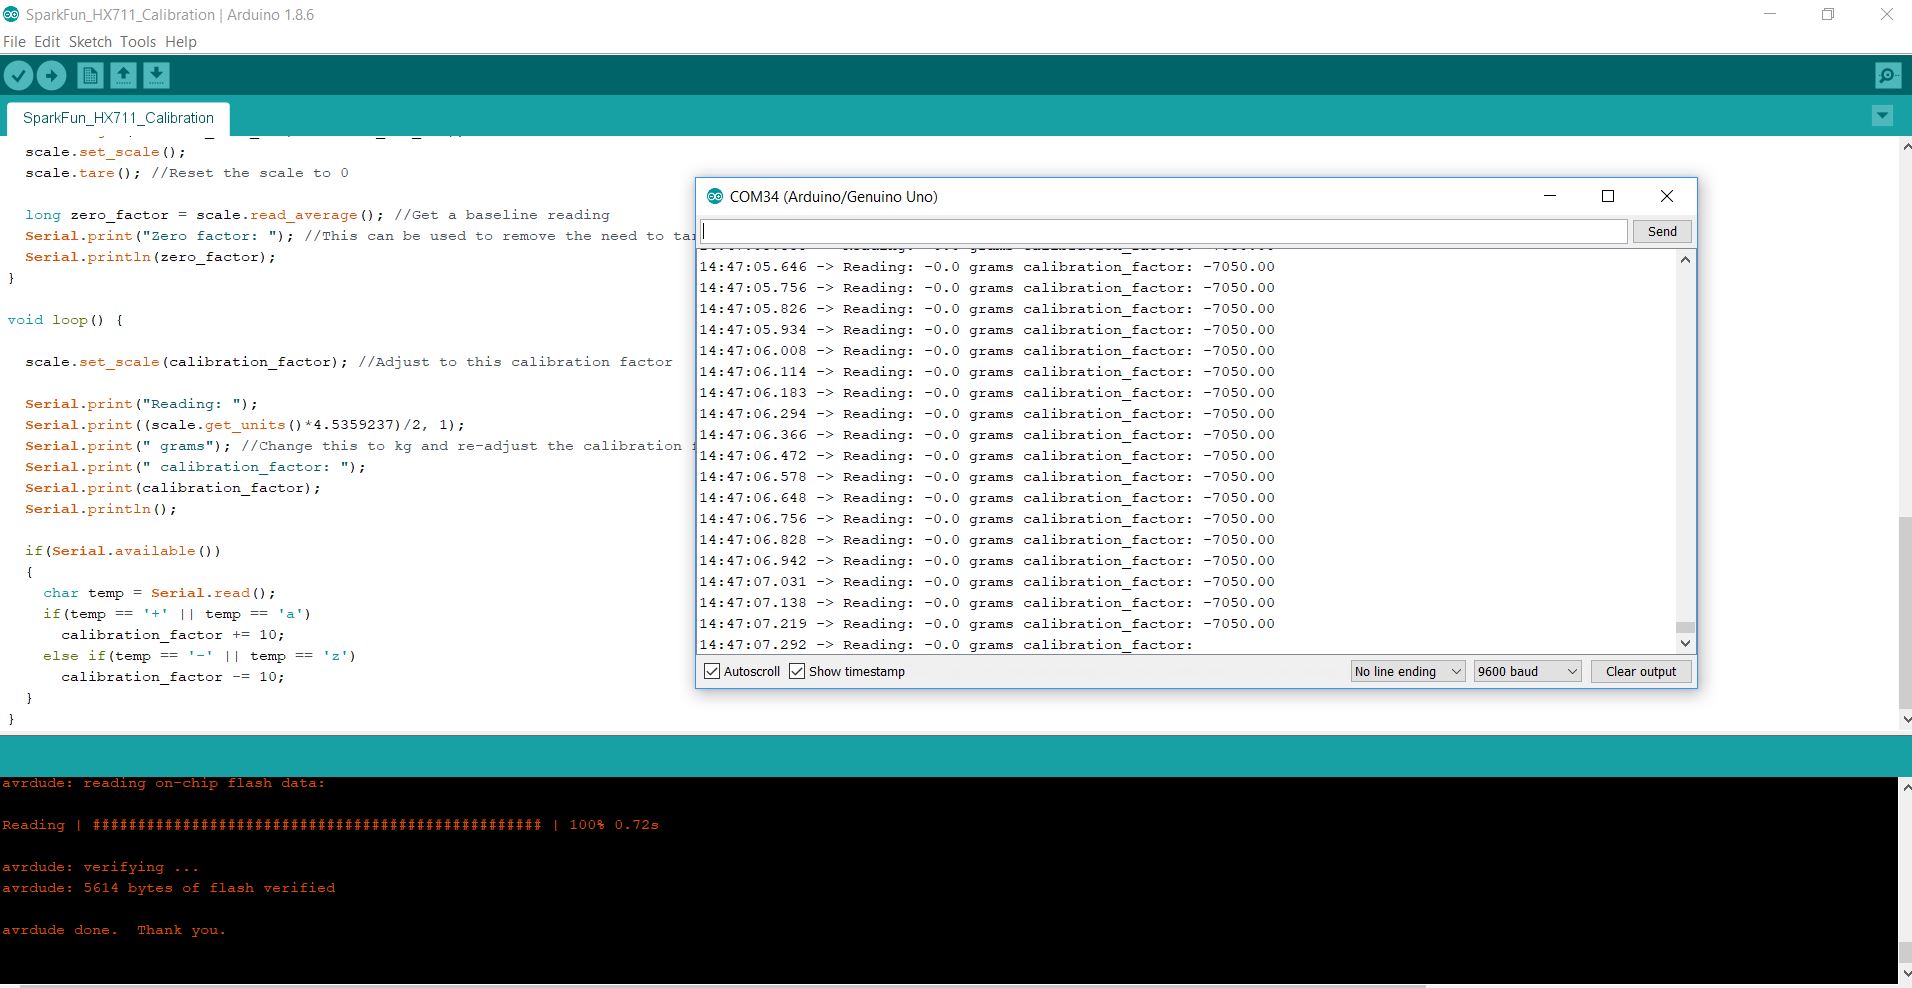 SparkFun_HX711_Calibration | Arduino 1.8.6
File Edit Sketch Tools Help
SparkFun_HX711_Calibration
scale.set_scale();
scale.tare(); //Reset the scale to 0
long zero_factor = scale.read_average(); //Get a baseline reading
Serial.print("Zero factor: "); //This can be used to remove the need to tar
Serial.println(zero_factor);
}
void loop() {
scale.set_scale(calibration_factor); //Adjust to this calibration factor
Serial.print("Reading: ");
Serial.print((scale.get_units()*4.5359237)/2, 1);
Serial.print(" grams"); //Change this to kg and re-adjust the calibration
Serial.print(" calibration_factor: ");
Serial.print(calibration_factor);
Serial.println();
if(Serial.available())
{
char temp = Serial.read();
if(temp == '+' || temp == 'a')
calibration_factor += 10;
else if(temp == '-' || temp == 'z')
calibration_factor -= 10;
}
}
COM34 (Arduino/Genuino Uno)
Send
14:47:05.646 -> Reading: -0.0 grams calibration_factor: -7050.00
14:47:05.756 -> Reading: -0.0 grams calibration_factor: -7050.00
14:47:05.826 -> Reading: -0.0 grams calibration_factor: -7050.00
14:47:05.934 -> Reading: -0.0 grams calibration_factor: -7050.00
14:47:06.008 -> Reading: -0.0 grams calibration_factor: -7050.00
14:47:06.114 -> Reading: -0.0 grams calibration_factor: -7050.00
14:47:06.183 -> Reading: -0.0 grams calibration_factor: -7050.00
14:47:06.294 -> Reading: -0.0 grams calibration_factor: -7050.00
14:47:06.366 -> Reading: -0.0 grams calibration_factor: -7050.00
14:47:06.472 -> Reading: -0.0 grams calibration_factor: -7050.00
14:47:06.578 -> Reading: -0.0 grams calibration_factor: -7050.00
14:47:06.648 -> Reading: -0.0 grams calibration_factor: -7050.00
14:47:06.756 -> Reading: -0.0 grams calibration_factor: -7050.00
14:47:06.828 -> Reading: -0.0 grams calibration_factor: -7050.00
14:47:06.942 -> Reading: -0.0 grams calibration_factor: -7050.00
14:47:07.031 -> Reading: -0.0 grams calibration_factor: -7050.00
14:47:07.138 -> Reading: -0.0 grams calibration_factor: -7050.00
14:47:07.219 -> Reading: -0.0 grams calibration_factor: -7050.00
14:47:07.292 -> Reading: -0.0 grams calibration_factor:
Autoscroll Show timestamp No line ending 9600 baud Clear output
avrdude: reading on-chip flash data:
Reading | ################################################## | 100% 0.72s
avrdude: verifying ...
avrdude: 5614 bytes of flash verified
avrdude done. Thank you.